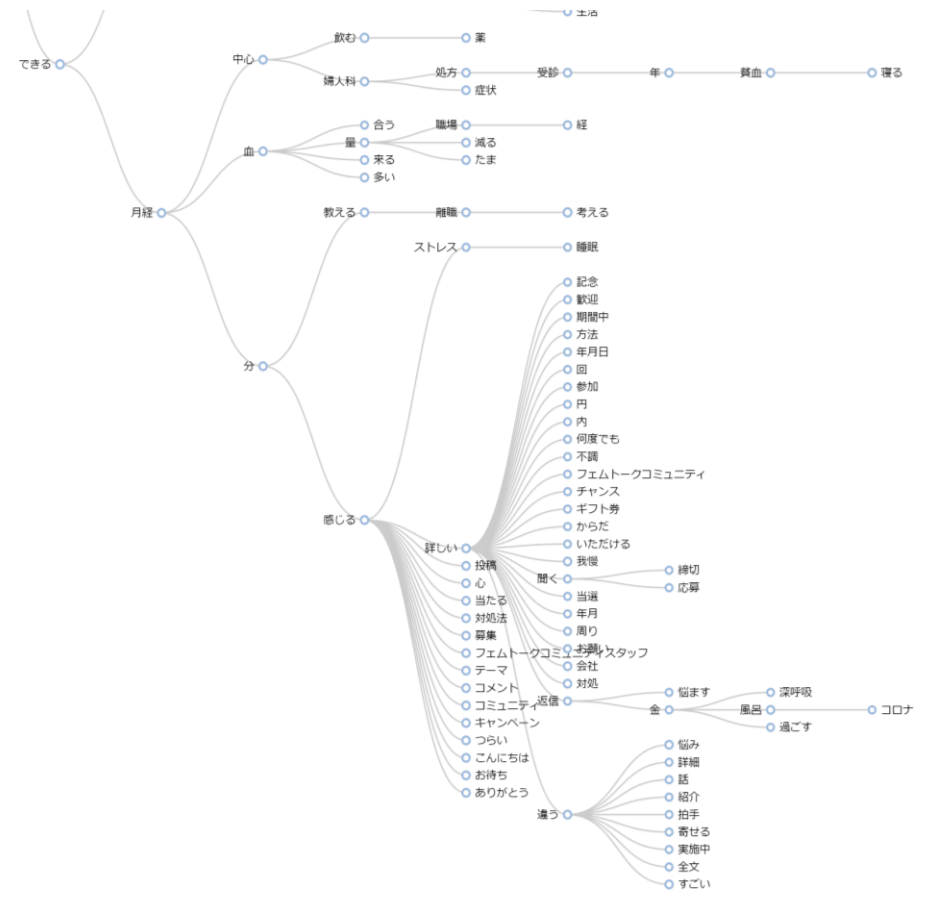 生活
飲む
薬
できる
中心
婦人科
処方
受診
年
貧血
寝る
症状
合う
職場
経
血
量
減る
来る
たま
多い
月経
教える
離職
考える
ストレス
睡眠
記念
歓迎
期間中
方法
年月日
分
回
参加
円
内
何度でも
不調
フェムトークコミュニティ
チャンス
ギフト券
感じる
からだ
いただける
詳しい
我慢
投稿
聞く
締切
心
応募
当たる
当選
対処法
年月
募集
周り
お願い
フェムトークコミュニティスタッフ
テーマ
会社
コメント
対処
コミュニティ
返信
悩ます
金
深呼吸
風呂
コロナ
キャンペーン
過ごす
つらい
悩み
こんにちは
詳細
お待ち
話
ありがとう
紹介
違う
拍手
寄せる
実施中
全文
すごい